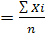 = ∑ Xi / n